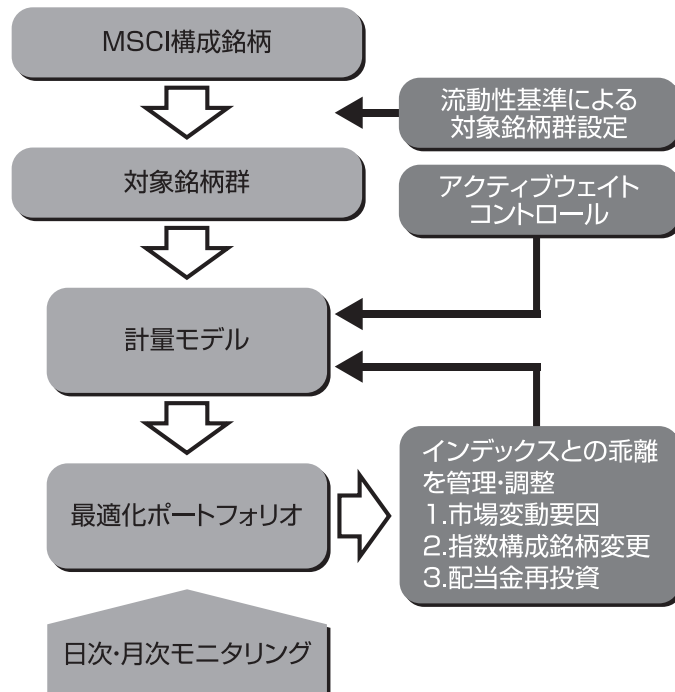 MSCI構成銘柄
流動性基準による
対象銘柄群設定
対象銘柄群
アクティブウェイト
コントロール
計量モデル
最適化ポートフォリオ
インデックスとの乖離
を管理・調整
1.市場変動要因
2.指数構成銘柄変更
3.配当金再投資
日次・月次モニタリング